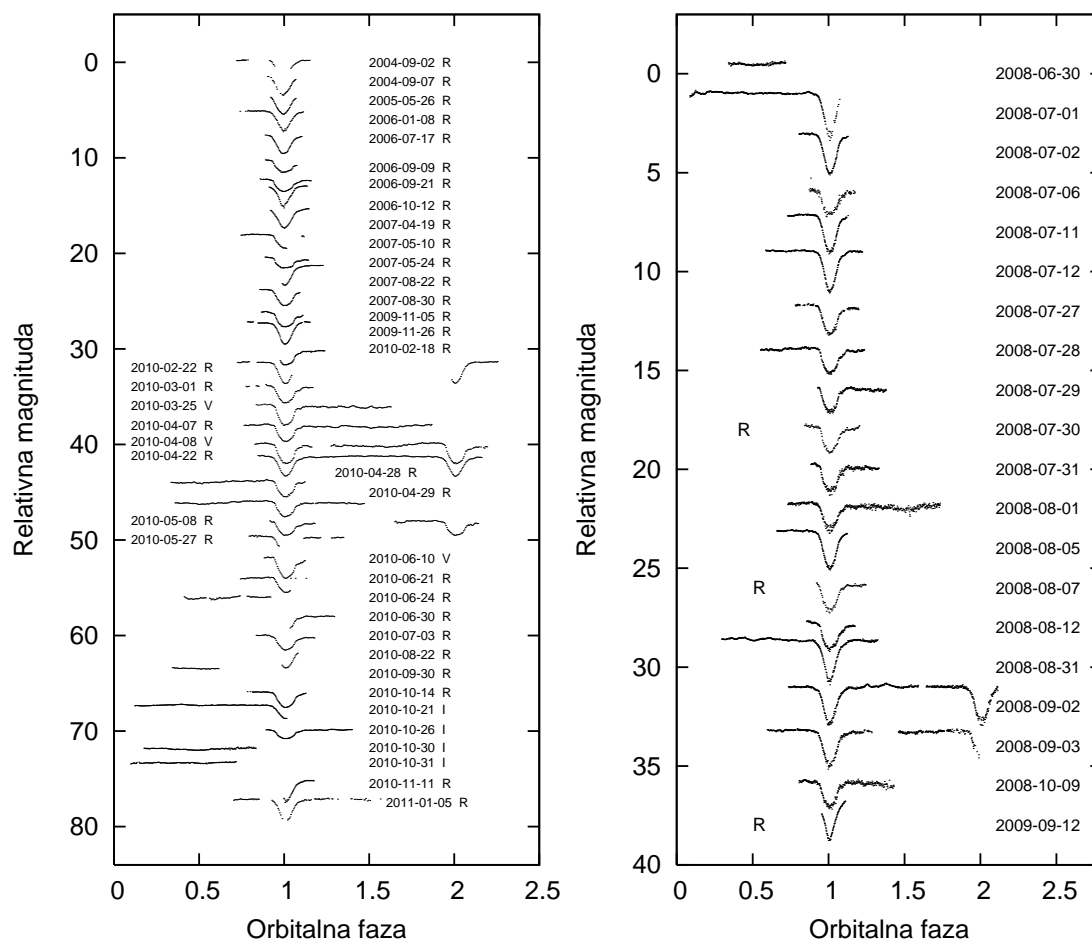 0
10
20
30
40
50
60
70
80
0
0.5
1
1.5
2
2.5
Relativna magnituda
Orbitalna faza
2004-09-02 R
2004-09-07 R
2005-05-26 R
2006-01-08 R
2006-07-17 R
2006-09-09 R
2006-09-21 R
2006-10-12 R
2007-04-19 R
2007-05-10 R
2007-05-24 R
2007-08-22 R
2007-08-30 R
2009-11-05 R
2009-11-26 R
2010-02-18 R
2010-02-22 R
2010-03-01 R
2010-03-25 V
2010-04-07 R
2010-04-08 V
2010-04-22 R
2010-04-28 R
2010-04-29 R
2010-05-08 R
2010-05-27 R
2010-06-10 V
2010-06-21 R
2010-06-24 R
2010-06-30 R
2010-07-03 R
2010-08-22 R
2010-09-30 R
2010-10-14 R
2010-10-21 I
2010-10-26 I
2010-10-30 I
2010-10-31 I
2010-11-11 R
2011-01-05 R
0
5
10
15
20
25
30
35
40
0
0.5
1
1.5
2
2.5
Relativna magnituda
Orbitalna faza
2008-06-30
2008-07-01
2008-07-02
2008-07-06
2008-07-11
2008-07-12
2008-07-27
2008-07-28
2008-07-29
R 2008-07-30
2008-07-31
2008-08-01
2008-08-05
R 2008-08-07
2008-08-12
2008-08-31
2008-09-02
2008-09-03
2008-10-09
R 2009-09-12